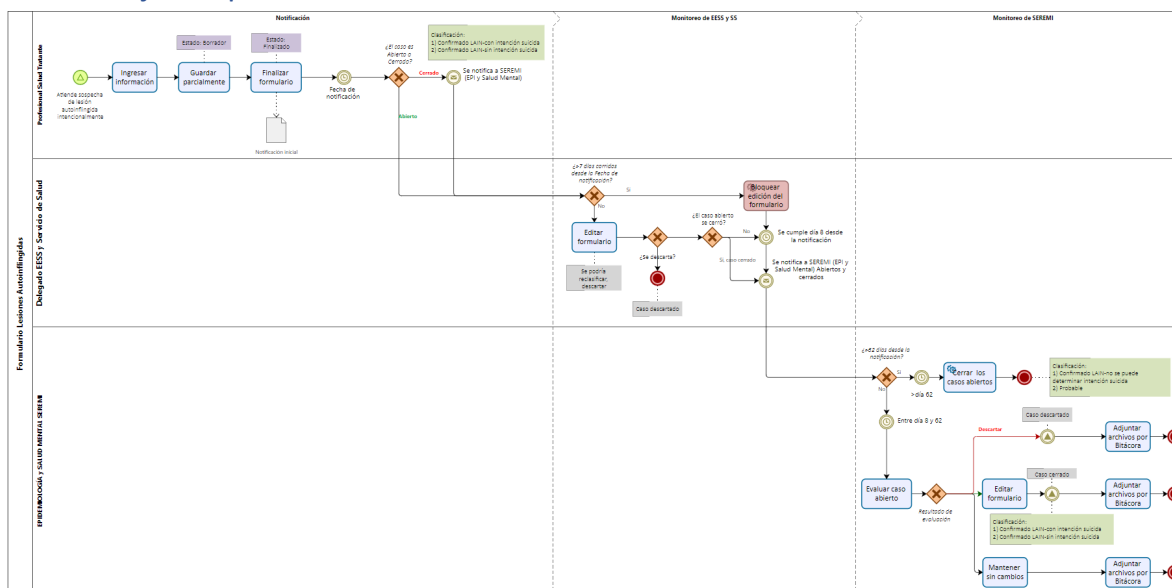 Notificación
Monitoreo de EESS y SS
Monitoreo de SEREMI
Formulario Lesiones Autoinflingidas
Profesional Salud Tratante
Atiende sospecha de
lesión
autoinflingida
intencionalmente
Ingresar
información
Estado: Borrador
Guardar
parcialmente
Estado:
Finalizado
Finalizar
formulario
Notificación inicial
Fecha de
notificación
¿El caso es
Abierto o
Cerrado?
Cerrado
Abierto
Clasificación:
1) Confirmado LAIN-con intención suicida
2) Confirmado LAIN-sin intención suicida
Se notifica a SEREMI
(EPI y Salud Mental)
Delegado EESS y Servicio de Salud
¿>7 días corridos
desde la Fecha de
notificación?
Si
No
Bloquear
edición del
formulario
Editar
formulario
Se podría
reclasificar,
descartar
¿Se descarta?
Caso descartado
¿El caso abierto
se cerró?
No
Si, caso cerrado
Se cumple día 8 desde
la notificación
Se notifica a SEREMI (EPI y
Salud Mental) Abiertos y
cerrados
EPIDEMIOLOGÍA y SALUD MENTAL SEREMI
¿>62 días desde la
notificación?
Si
No
>día 62
Cerrar los
casos abiertos
Clasificación:
1) Confirmado LAIN-no se puede
determinar intención suicida
2) Probable
Entre día 8 y 62
Evaluar caso
abierto
Resultado de
evaluación
Descartar
Caso descartado
Adjuntar
archivos por
Bitácora
Editar
formulario
Caso cerrado
Adjuntar
archivos por
Bitácora
Clasificación:
1) Confirmado LAIN-con intención suicida
2) Confirmado LAIN-sin intención suicida
Mantener
sin cambios
Adjuntar
archivos por
Bitácora